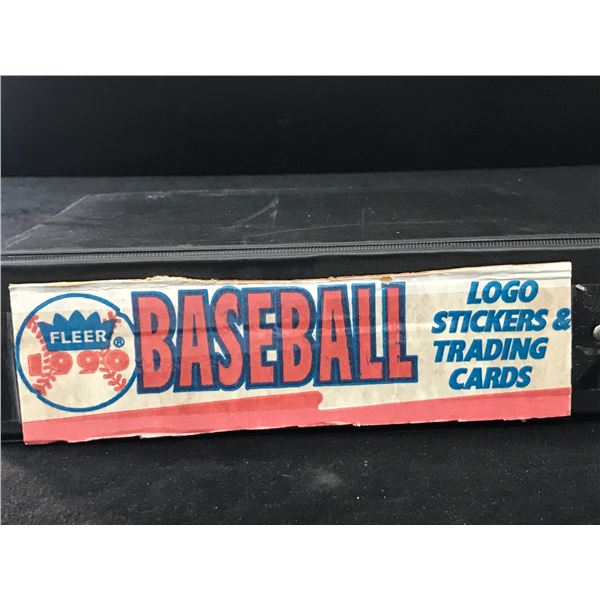 FLEER®
1990
BASEBALL
LOGO
STICKERS &
TRADING
CARDS